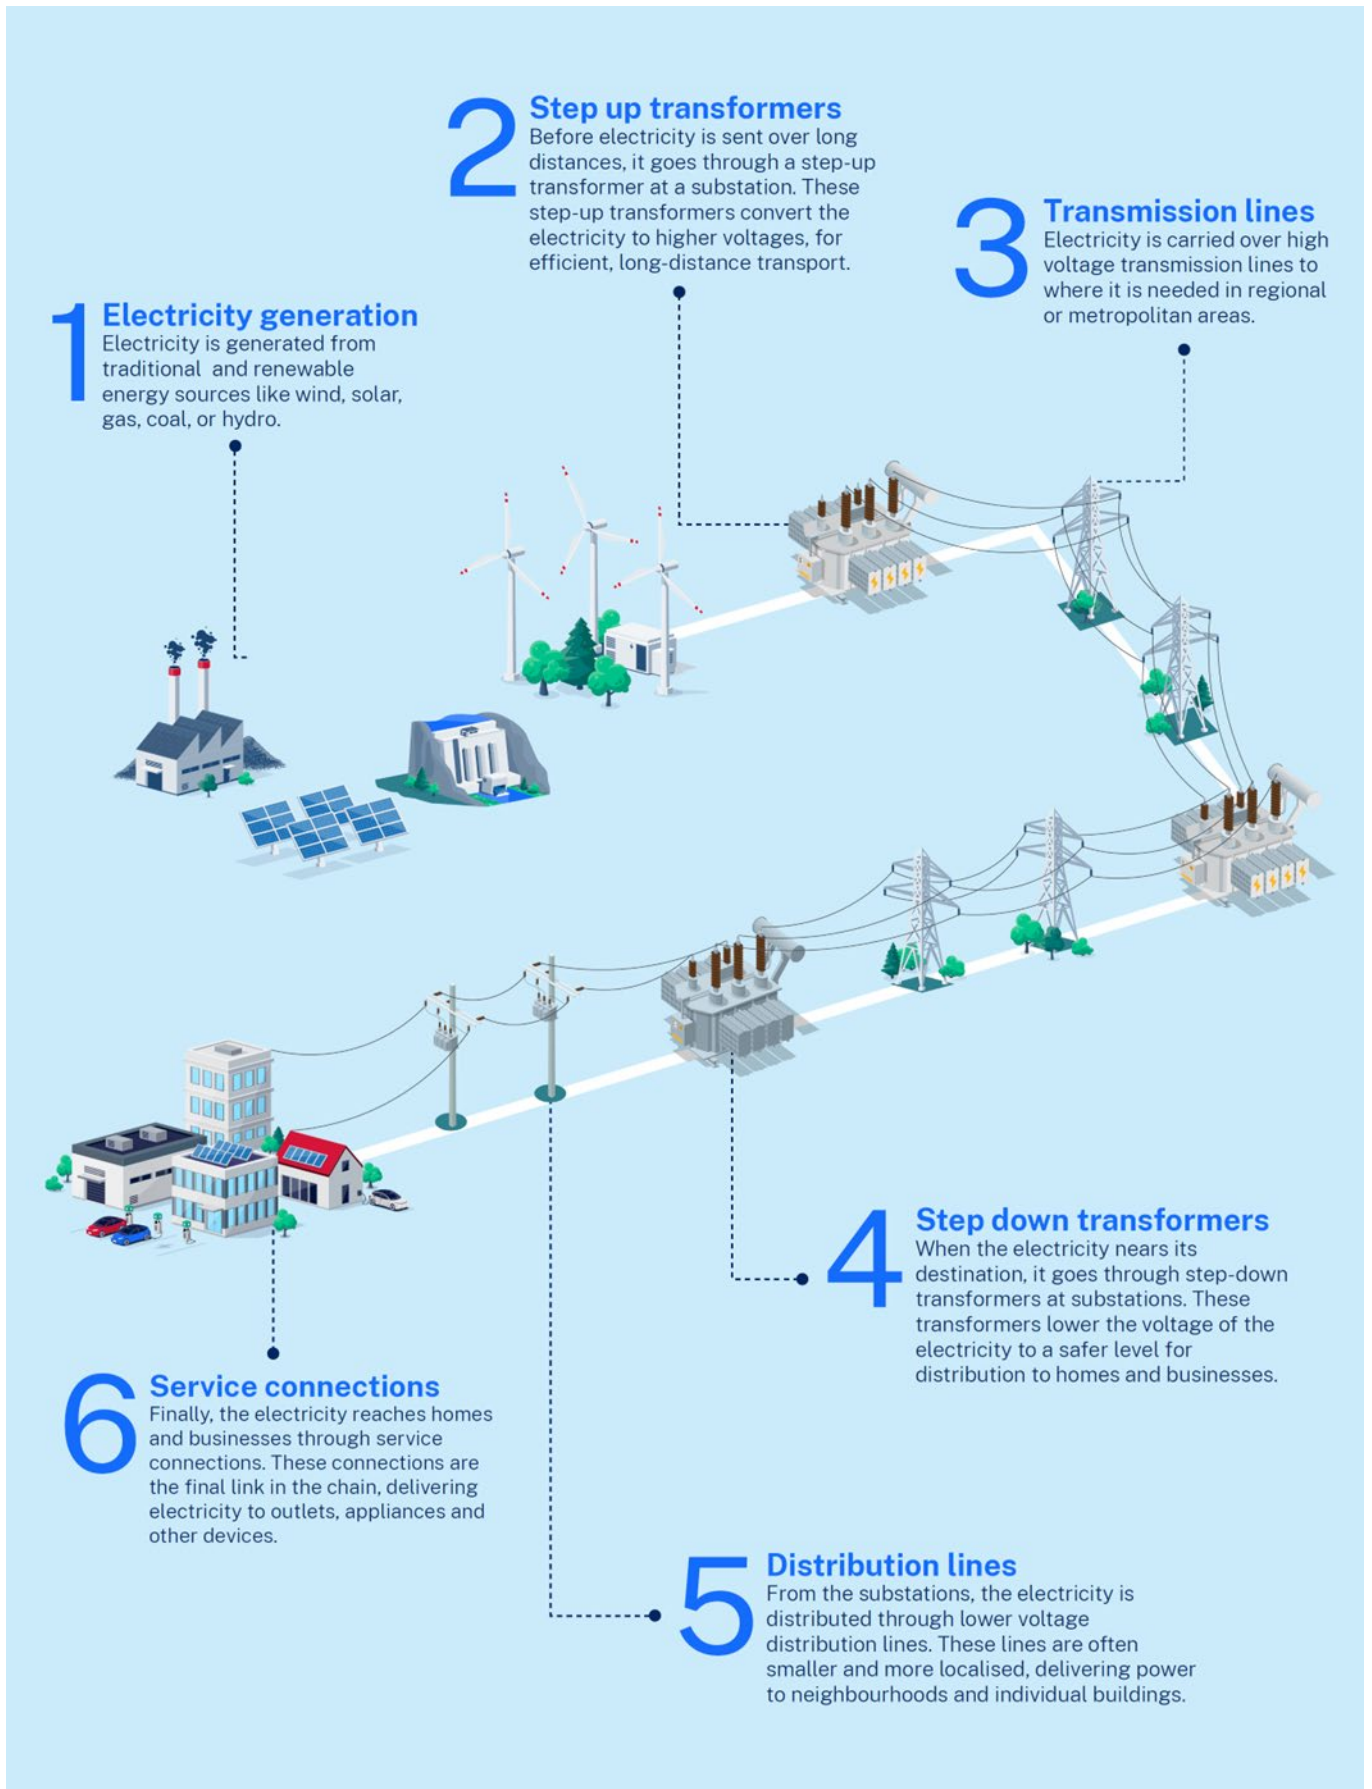 1
Electricity generation
Electricity is generated from
traditional and renewable
energy sources like wind, solar,
gas, coal, or hydro.
2
Step up transformers
Before electricity is sent over long
distances, it goes through a step-up
transformer at a substation. These
step-up transformers convert the
electricity to higher voltages, for
efficient, long-distance transport.
3
Transmission lines
Electricity is carried over high
voltage transmission lines to
where it is needed in regional
or metropolitan areas.
4
Step down transformers
When the electricity nears its
destination, it goes through step-down
transformers at substations. These
transformers lower the voltage of the
electricity to a safer level for
distribution to homes and businesses.
5
Distribution lines
From the substations, the electricity is
distributed through lower voltage
distribution lines. These lines are often
smaller and more localised, delivering power
to neighbourhoods and individual buildings.
6
Service connections
Finally, the electricity reaches homes
and businesses through service
connections. These connections are
the final link in the chain, delivering
electricity to outlets, appliances and
other devices.